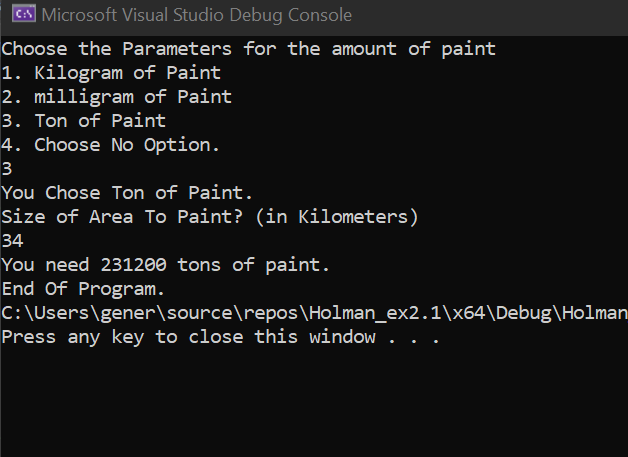 Microsoft Visual Studio Debug Console
Choose the Parameters for the amount of paint
1. Kilogram of Paint
2. milligram of Paint
3. Ton of Paint
4. Choose No Option.
3
You Chose Ton of Paint.
Size of Area To Paint? (in Kilometers)
34
You need 231200 tons of paint.
End Of Program.
C:\Users\gener\source\repos\Holman_ex2.1\x64\Debug\Holman
Press any key to close this window . . .